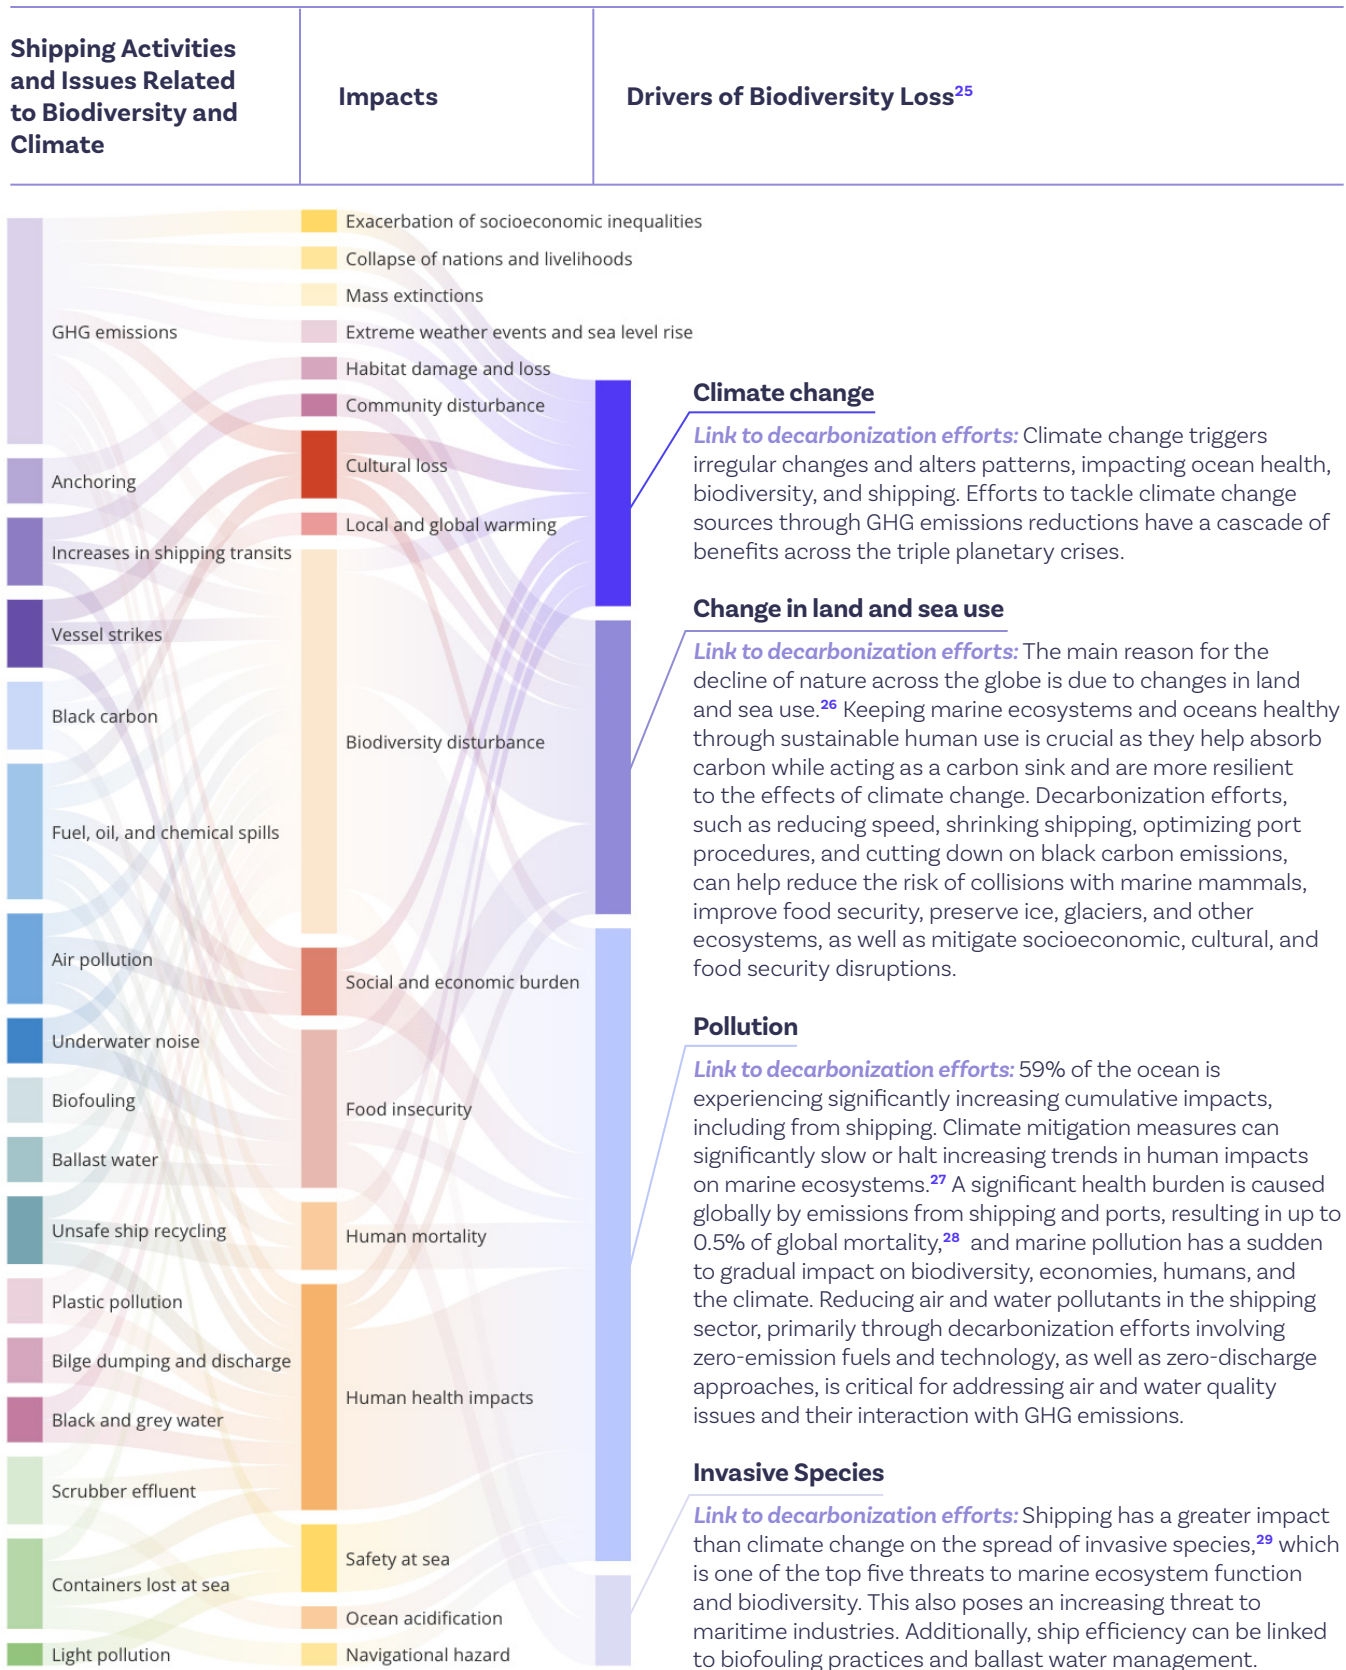 Shipping Activities
and Issues Related
to Biodiversity and
Climate
Impacts
Drivers of Biodiversity Loss25
GHG emissions
Anchoring
Increases in shipping transits
Vessel strikes
Black carbon
Fuel, oil, and chemical spills
Air pollution
Underwater noise
Biofouling
Ballast water
Unsafe ship recycling
Plastic pollution
Bilge dumping and discharge
Black and grey water
Scrubber effluent
Containers lost at sea
Light pollution
Exacerbation of socioeconomic inequalities
Collapse of nations and livelihoods
Mass extinctions
Extreme weather events and sea level rise
Habitat damage and loss
Community disturbance
Cultural loss
Local and global warming
Biodiversity disturbance
Social and economic burden
Food insecurity
Human mortality
Human health impacts
Safety at sea
Ocean acidification
Navigational hazard
Climate change
Link to decarbonization efforts: Climate change triggers
irregular changes and alters patterns, impacting ocean health,
biodiversity, and shipping. Efforts to tackle climate change
sources through GHG emissions reductions have a cascade of
benefits across the triple planetary crises.
Change in land and sea use
Link to decarbonization efforts: The main reason for the
decline of nature across the globe is due to changes in land
and sea use.26 Keeping marine ecosystems and oceans healthy
through sustainable human use is crucial as they help absorb
carbon while acting as a carbon sink and are more resilient
to the effects of climate change. Decarbonization efforts,
such as reducing speed, shrinking shipping, optimizing port
procedures, and cutting down on black carbon emissions,
can help reduce the risk of collisions with marine mammals,
improve food security, preserve ice, glaciers, and other
ecosystems, as well as mitigate socioeconomic, cultural, and
food security disruptions.
Pollution
Link to decarbonization efforts: 59% of the ocean is
experiencing significantly increasing cumulative impacts,
including from shipping. Climate mitigation measures can
significantly slow or halt increasing trends in human impacts
on marine ecosystems.27 A significant health burden is caused
globally by emissions from shipping and ports, resulting in up to
0.5% of global mortality,28 and marine pollution has a sudden
to gradual impact on biodiversity, economies, humans, and
the climate. Reducing air and water pollutants in the shipping
sector, primarily through decarbonization efforts involving
zero-emission fuels and technology, as well as zero-discharge
approaches, is critical for addressing air and water quality
issues and their interaction with GHG emissions.
Invasive Species
Link to decarbonization efforts: Shipping has a greater impact
than climate change on the spread of invasive species,29 which
is one of the top five threats to marine ecosystem function
and biodiversity. This also poses an increasing threat to
maritime industries. Additionally, ship efficiency can be linked
to biofouling practices and ballast water management.